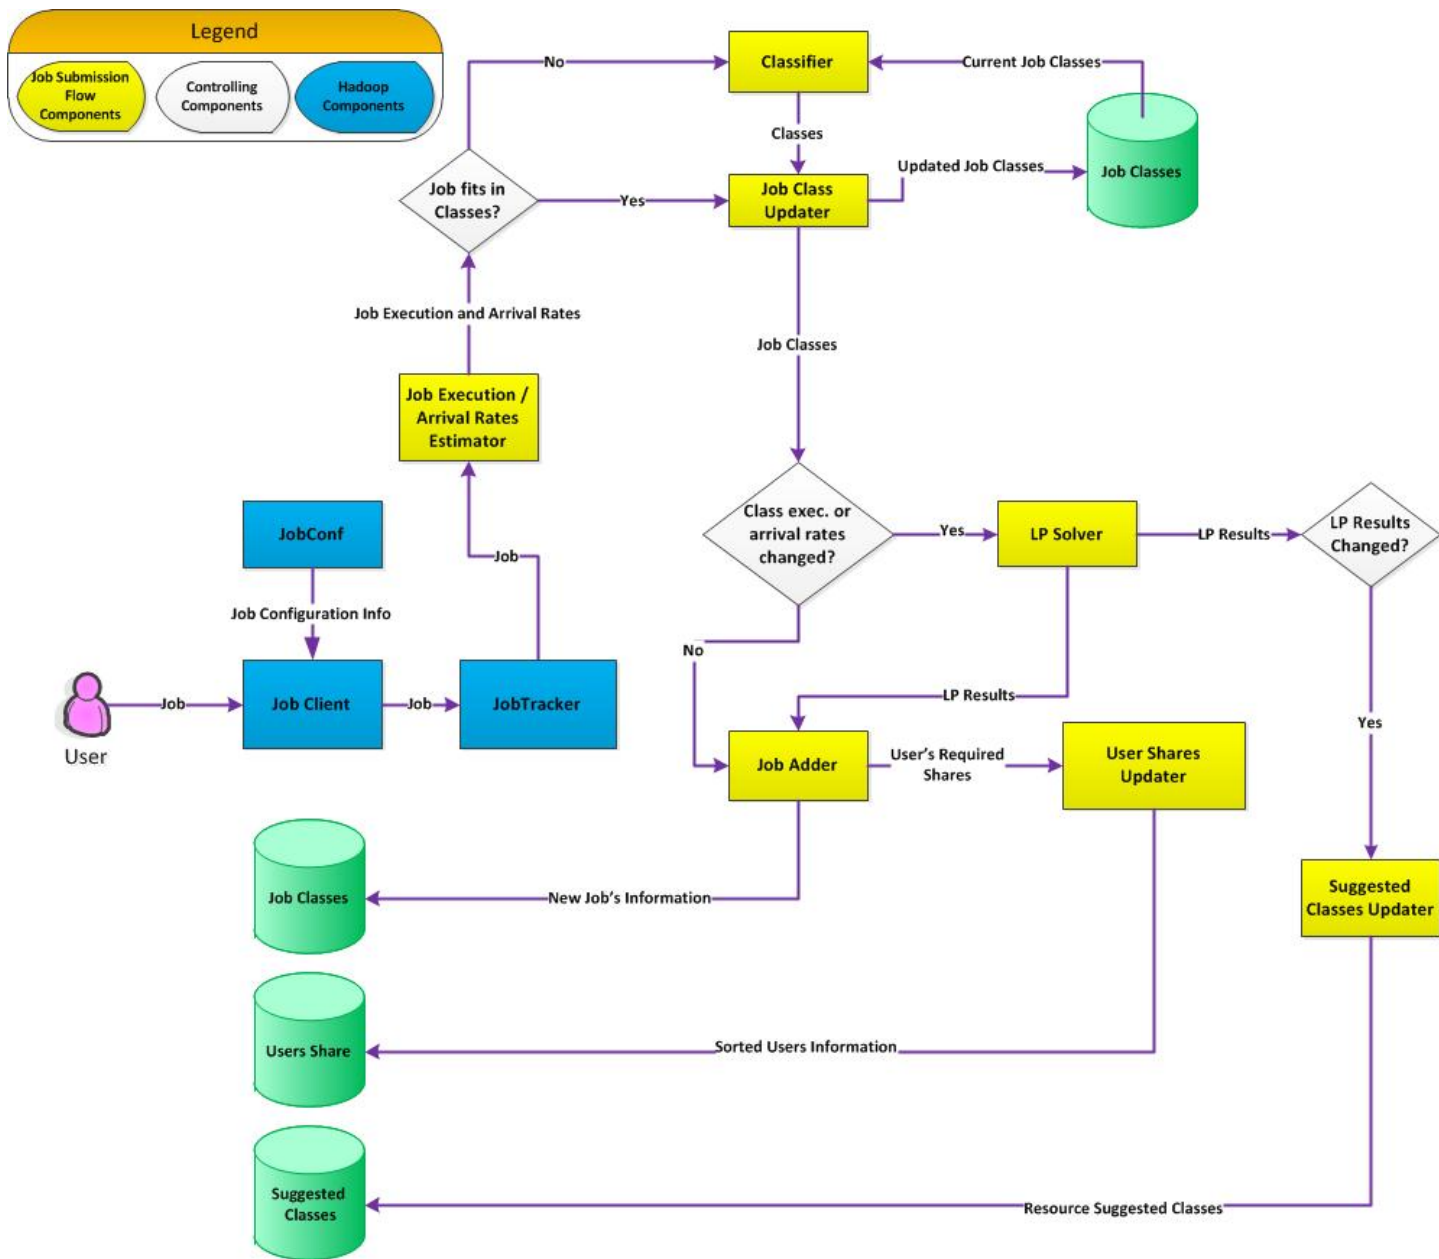 Legend
Job Submission
Flow
Components
Controlling
Components
Hadoop
Components
No
Classifier
Current Job Classes
Classes
Job fits in
Classes?
Yes
Job Class
Updater
Updated Job Classes
Job Classes
Job Execution and Arrival Rates
Job Classes
Job Execution /
Arrival Rates
Estimator
JobConf
Job
Class exec. or
arrival rates
changed?
Yes
LP Solver
LP Results
LP Results
Changed?
Job Configuration Info
No
User
Job
Job Client
Job
JobTracker
LP Results
Yes
Job Adder
User's Required
Shares
User Shares
Updater
Job Classes
New Job's Information
Suggested
Classes Updater
Users Share
Sorted Users Information
Suggested
Classes
Resource Suggested Classes